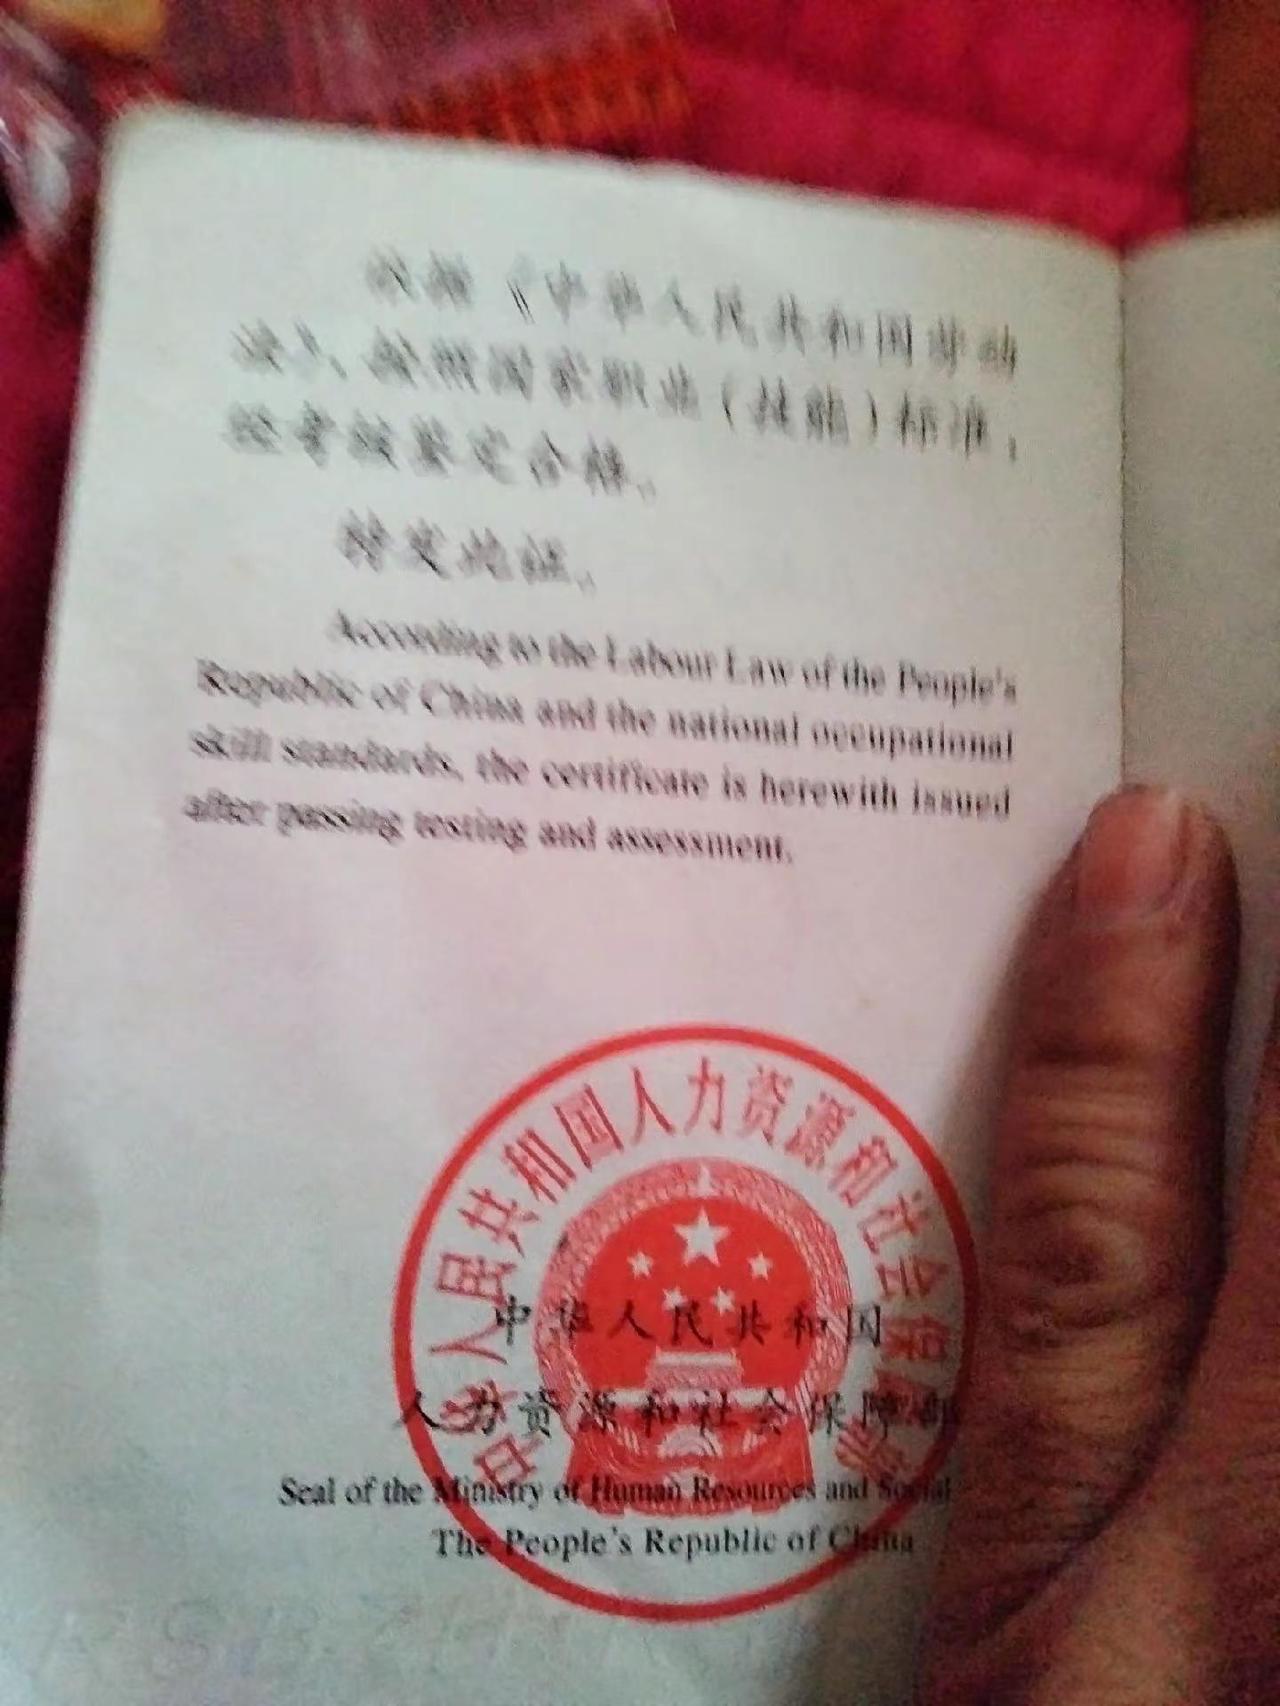 依据《中华人民共和国劳动
法》，按照国家职业（技能）标准，
经考核鉴定合格。
特发此证。
According to the Labour Law of the People's
Republic of China and the national occupational
skill standards, the certificate is herewith issued
after passing testing and assessment.
中华人民共和国人力资源和社会保障部
中华人民共和国
人力资源和社会保障部
Seal of the Ministry of Human Resources and Social
The People's Republic of China